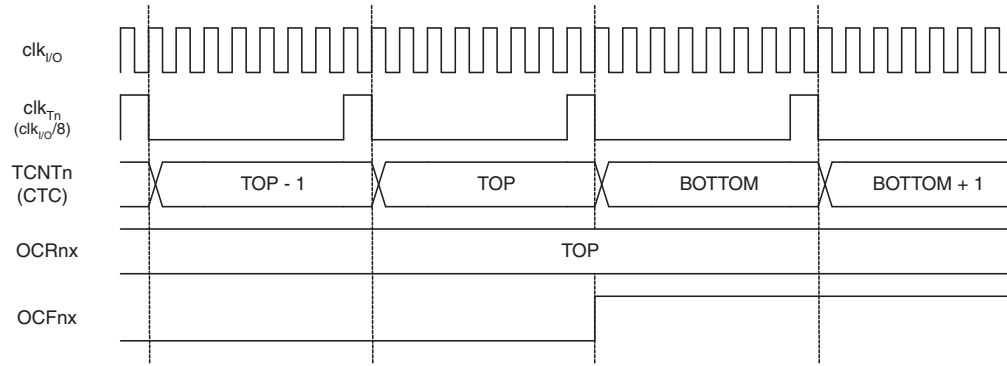 clkI/O
clkTn
(clkI/O/8)
TCNTn
(CTC)
TOP - 1
TOP
BOTTOM
BOTTOM + 1
OCRnx
TOP
OCFnx